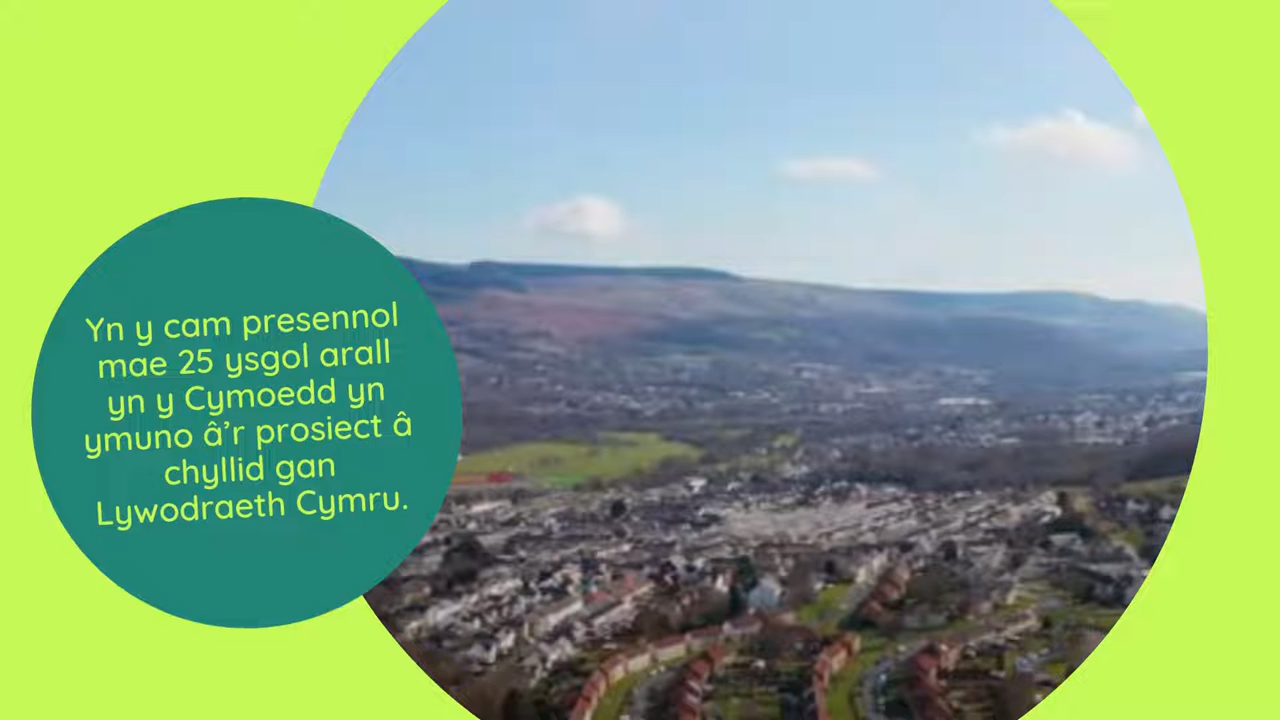 Yn y cam presennol
mae 25 ysgol arall
yn y Cymoedd yn
ymuno â’r prosiect â
chyllid gan
Lywodraeth Cymru.